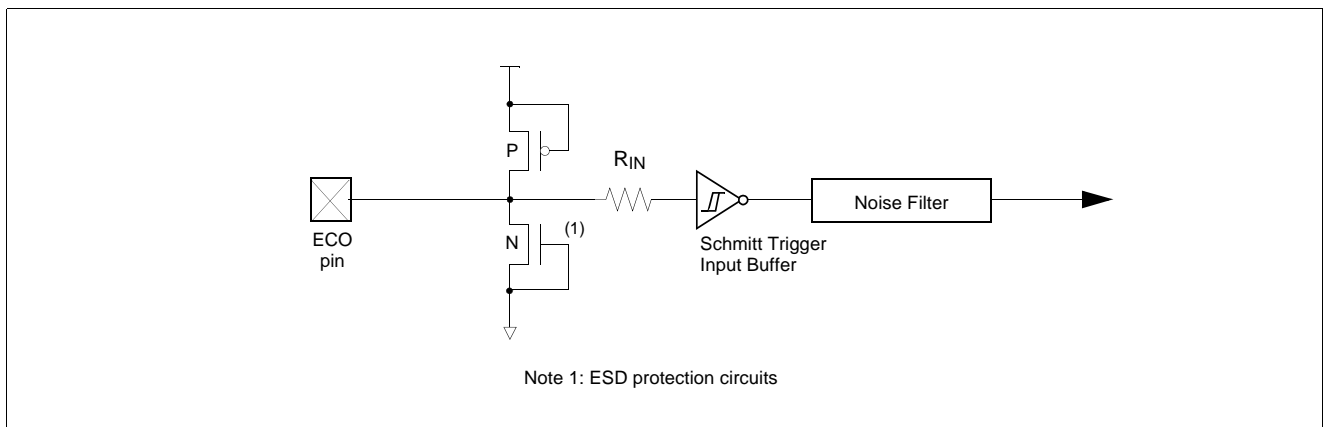 P
RIN
(1)
N
ECO
pin
Schmitt Trigger
Input Buffer
Noise Filter
Note 1: ESD protection circuits